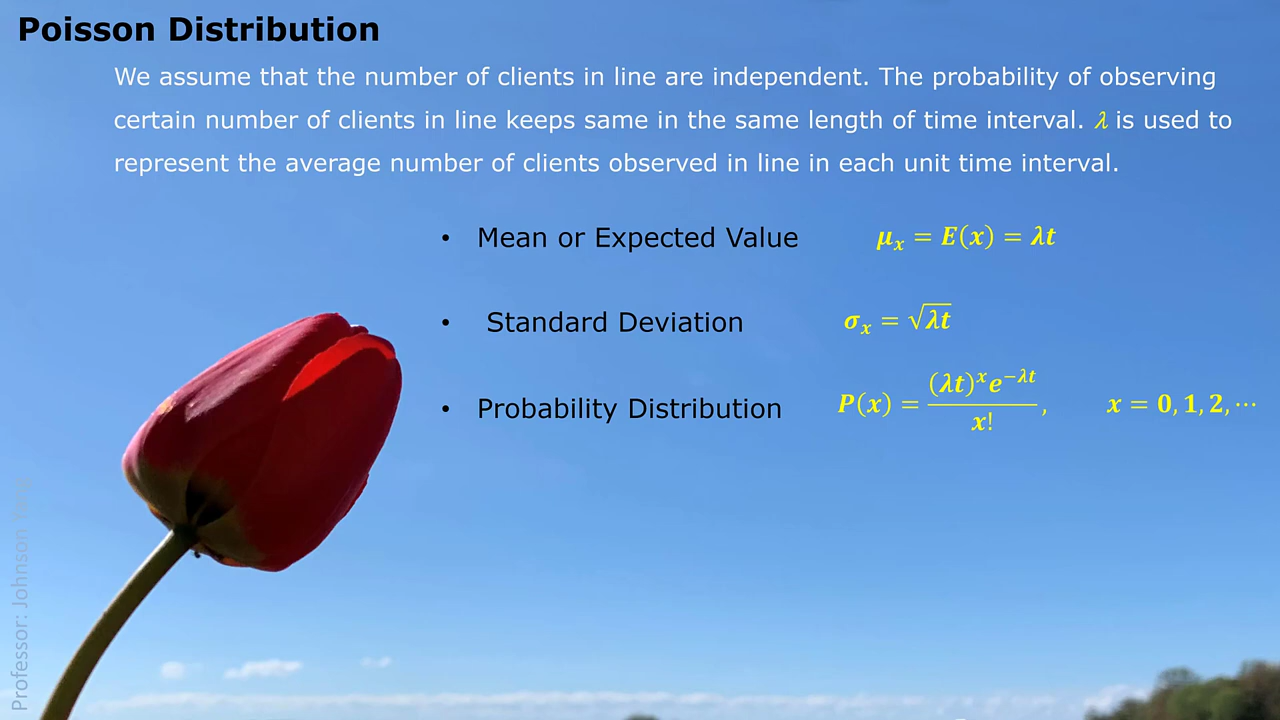 Poisson Distribution
We assume that the number of clients in line are independent. The probability of observing
certain number of clients in line keeps same in the same length of time interval. λ is used to
represent the average number of clients observed in line in each unit time interval.
• Mean or Expected Value μₓ = E(x) = λt
• Standard Deviation σₓ = √λt
• Probability Distribution P(x) = (λt)ˣe⁻λᵗ / x!, x = 0, 1, 2, ⋯
Professor: Johnson